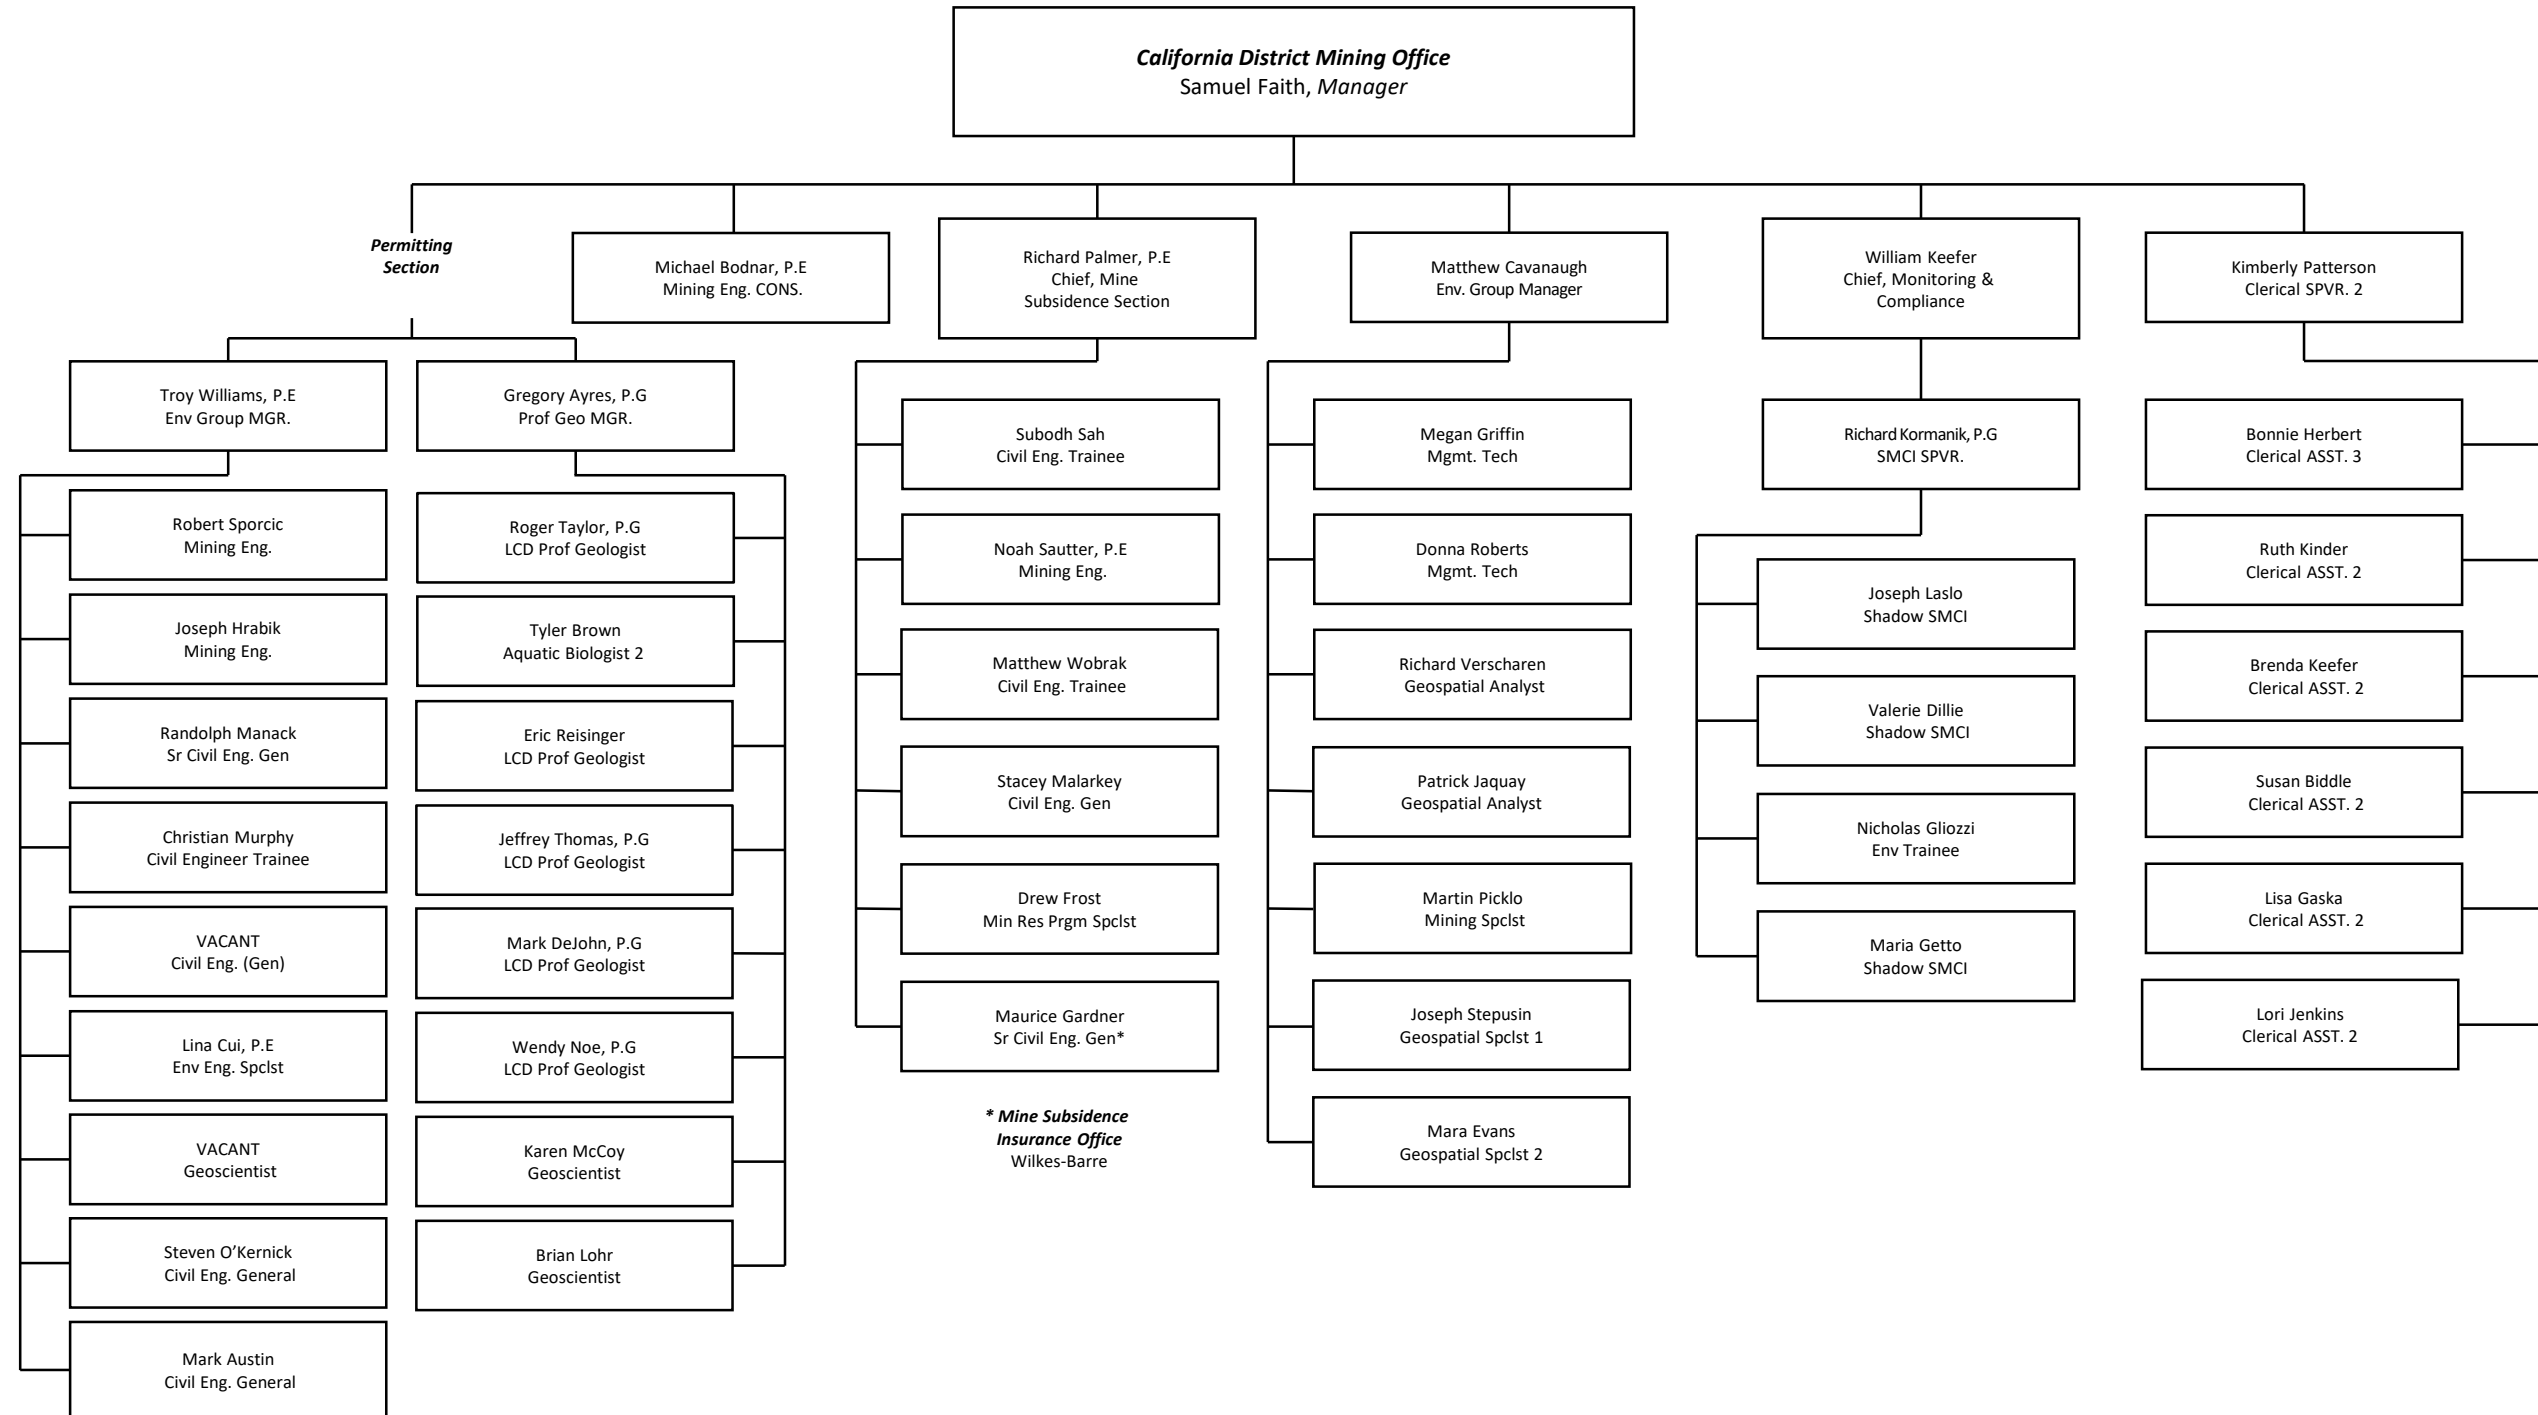 California District Mining Office
Samuel Faith, Manager
Permitting
Section
Michael Bodnar, P.E
Mining Eng. CONS.
Richard Palmer, P.E
Chief, Mine
Subsidence Section
Matthew Cavanaugh
Env. Group Manager
William Keefer
Chief, Monitoring &
Compliance
Kimberly Patterson
Clerical SPVR. 2
Troy Williams, P.E
Env Group MGR.
Robert Sporcic
Mining Eng.
Joseph Hrabik
Mining Eng.
Randolph Manack
Sr Civil Eng. Gen
Christian Murphy
Civil Engineer Trainee
VACANT
Civil Eng. (Gen)
Lina Cui, P.E
Env Eng. Spclst
VACANT
Geoscientist
Steven O’Kernick
Civil Eng. General
Mark Austin
Civil Eng. General
Gregory Ayres, P.G
Prof Geo MGR.
Roger Taylor, P.G
LCD Prof Geologist
Tyler Brown
Aquatic Biologist 2
Eric Reisinger
LCD Prof Geologist
Jeffrey Thomas, P.G
LCD Prof Geologist
Mark DeJohn, P.G
LCD Prof Geologist
Wendy Noe, P.G
LCD Prof Geologist
Karen McCoy
Geoscientist
Brian Lohr
Geoscientist
Subodh Sah
Civil Eng. Trainee
Noah Sautter, P.E
Mining Eng.
Matthew Wobrak
Civil Eng. Trainee
Stacey Malarkey
Civil Eng. Gen
Drew Frost
Min Res Prgm Spclst
Maurice Gardner
Sr Civil Eng. Gen*
* Mine Subsidence
Insurance Office
Wilkes-Barre
Megan Griffin
Mgmt. Tech
Donna Roberts
Mgmt. Tech
Richard Verscharen
Geospatial Analyst
Patrick Jaquay
Geospatial Analyst
Martin Picklo
Mining Spclst
Joseph Stepusin
Geospatial Spclst 1
Mara Evans
Geospatial Spclst 2
Richard Kormanik, P.G
SMCI SPVR.
Joseph Laslo
Shadow SMCI
Valerie Dillie
Shadow SMCI
Nicholas Gliozzi
Env Trainee
Maria Getto
Shadow SMCI
Bonnie Herbert
Clerical ASST. 3
Ruth Kinder
Clerical ASST. 2
Brenda Keefer
Clerical ASST. 2
Susan Biddle
Clerical ASST. 2
Lisa Gaska
Clerical ASST. 2
Lori Jenkins
Clerical ASST. 2